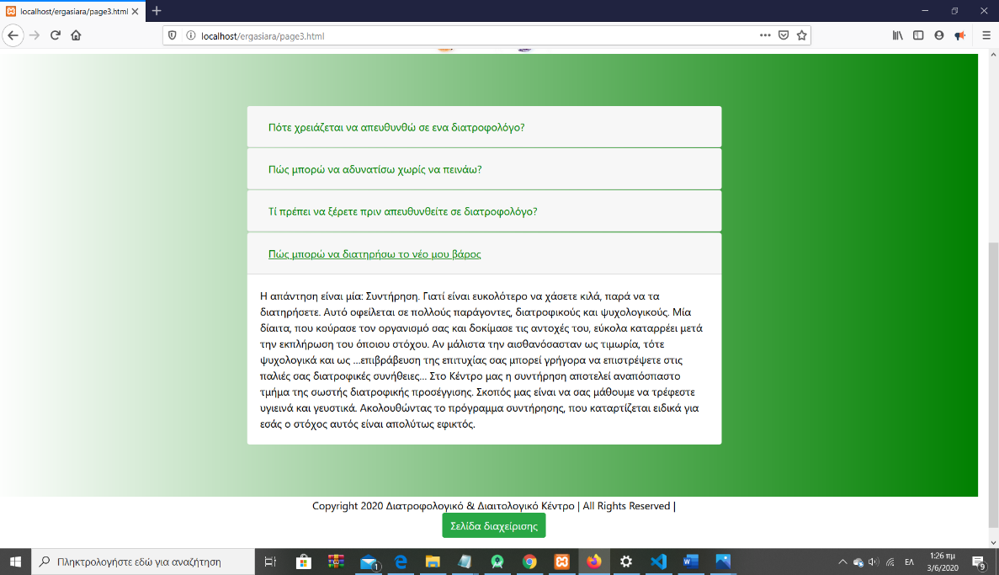 localhost/ergasiara/page3.html
localhost/ergasiara/page3.html
Πότε χρειάζεται να απευθυνθώ σε ενα διατροφολόγο?
Πώς μπορώ να αδυνατίσω χωρίς να πεινάω?
Τί πρέπει να ξέρετε πριν απευθυνθείτε σε διατροφολόγο?
Πώς μπορώ να διατηρήσω το νέο μου βάρος
Η απάντηση είναι μία: Συντήρηση. Γιατί είναι ευκολότερο να χάσετε κιλά, παρά να τα
διατηρήσετε. Αυτό οφείλεται σε πολλούς παράγοντες, διατροφικούς και ψυχολογικούς. Μία
δίαιτα, που κούρασε τον οργανισμό σας και δοκίμασε τις αντοχές του, εύκολα καταρρέει μετά
την εκπλήρωση του όποιου στόχου. Αν μάλιστα την αισθανόσασταν ως τιμωρία, τότε
ψυχολογικά και ως ...επιβράβευση της επιτυχίας σας μπορεί γρήγορα να επιστρέψετε στις
παλιές σας διατροφικές συνήθειες... Στο Κέντρο μας η συντήρηση αποτελεί αναπόσπαστο
τμήμα της σωστής διατροφικής προσέγγισης. Σκοπός μας είναι να σας μάθουμε να τρέφεστε
υγιεινά και γευστικά. Ακολουθώντας το πρόγραμμα συντήρησης, που καταρτίζεται ειδικά για
εσάς ο στόχος αυτός είναι απολύτως εφικτός.
Copyright 2020 Διατροφολογικό & Διαιτολογικό Κέντρο | All Rights Reserved |
Σελίδα διαχείρισης
Πληκτρολογήστε εδώ για αναζήτηση
1
ΕΛ
1:26 πμ
3/6/2020
9